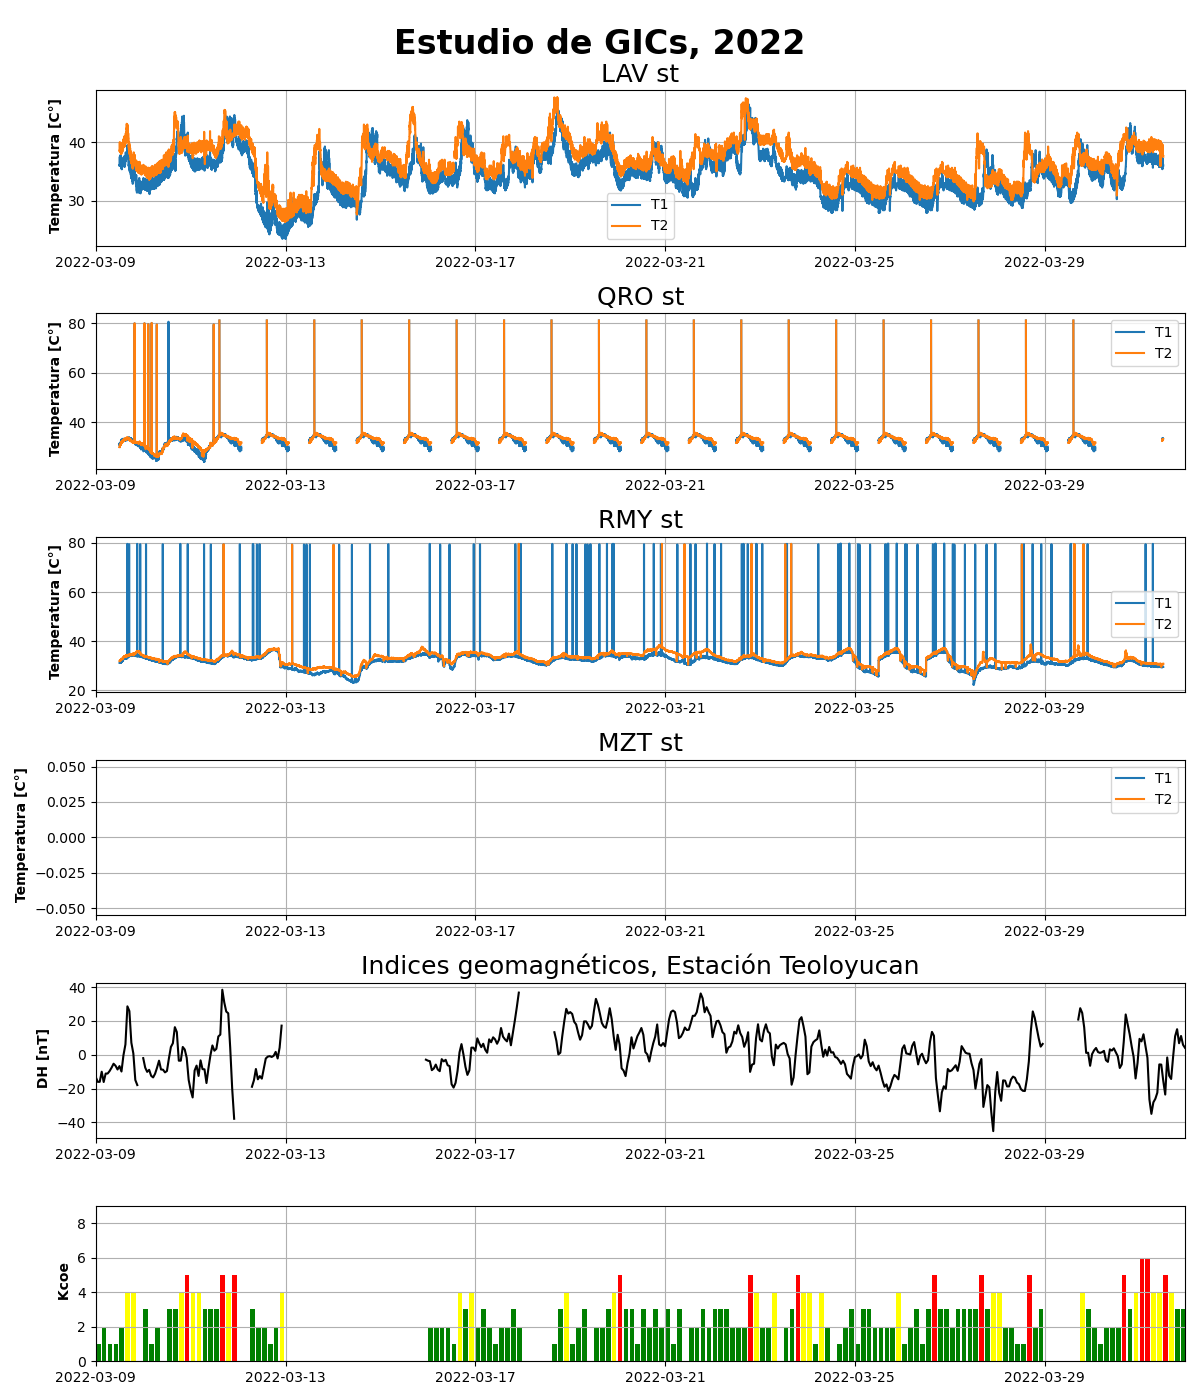 Estudio de GICs, 2022
LAV st
Temperatura [C°]
40
30
T1
T2
2022-03-09 2022-03-13 2022-03-17 2022-03-21 2022-03-25 2022-03-29
QRO st
Temperatura [C°]
80
60
40
T1
T2
2022-03-09 2022-03-13 2022-03-17 2022-03-21 2022-03-25 2022-03-29
RMY st
Temperatura [C°]
80
60
40
20
T1
T2
2022-03-09 2022-03-13 2022-03-17 2022-03-21 2022-03-25 2022-03-29
MZT st
Temperatura [C°]
0.050
0.025
0.000
−0.025
−0.050
T1
T2
2022-03-09 2022-03-13 2022-03-17 2022-03-21 2022-03-25 2022-03-29
Indices geomagnéticos, Estación Teoloyucan
DH [nT]
40
20
0
−20
−40
2022-03-09 2022-03-13 2022-03-17 2022-03-21 2022-03-25 2022-03-29
Kcoe
8
6
4
2
0
2022-03-09 2022-03-13 2022-03-17 2022-03-21 2022-03-25 2022-03-29